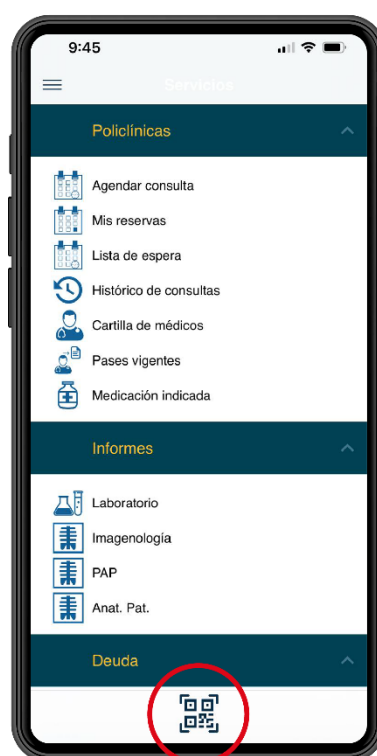 9:45
Servicios
Policlínicas
Agendar consulta
Mis reservas
Lista de espera
Histórico de consultas
Cartilla de médicos
Pases vigentes
Medicación indicada
Informes
Laboratorio
Imagenología
PAP
Anat. Pat.
Deuda